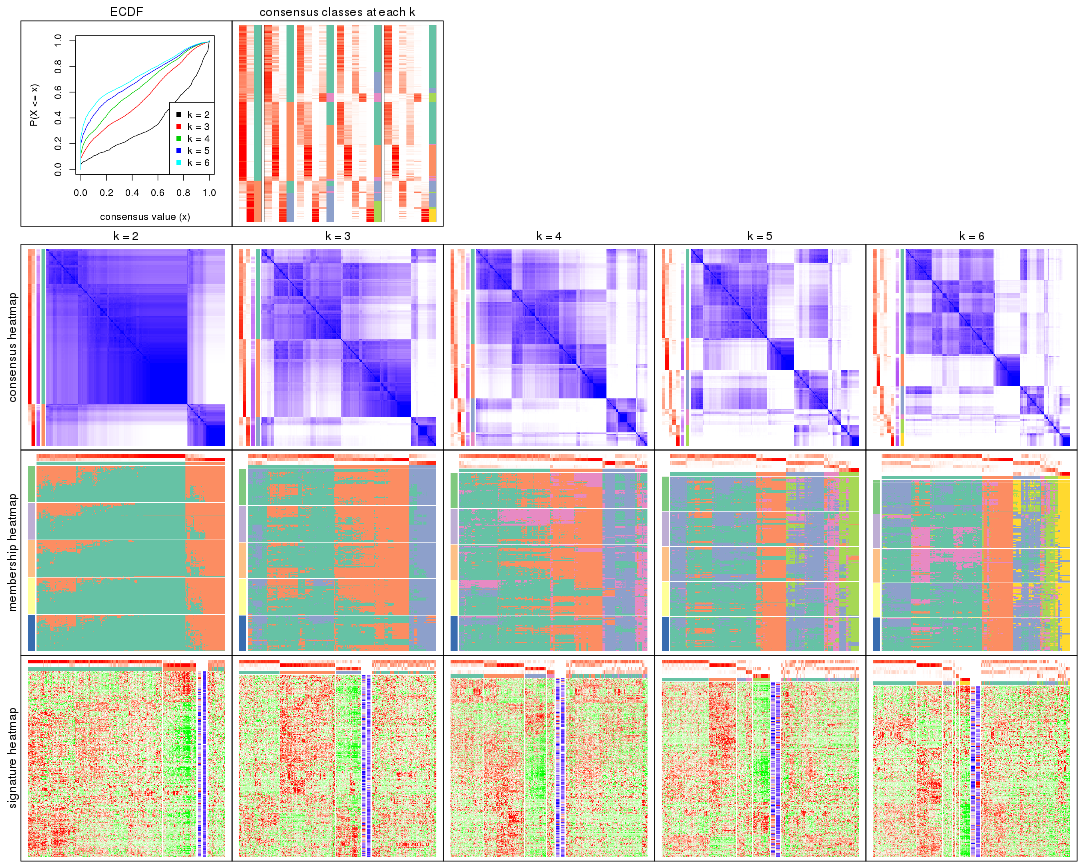 ECDF
consensus classes at each k
P(X <= x)
0.0 0.2 0.4 0.6 0.8 1.0
k = 2
k = 3
k = 4
k = 5
k = 6
0.0 0.2 0.4 0.6 0.8 1.0
consensus value (x)
k = 2 k = 3 k = 4 k = 5 k = 6
consensus heatmap
membership heatmap
signature heatmap